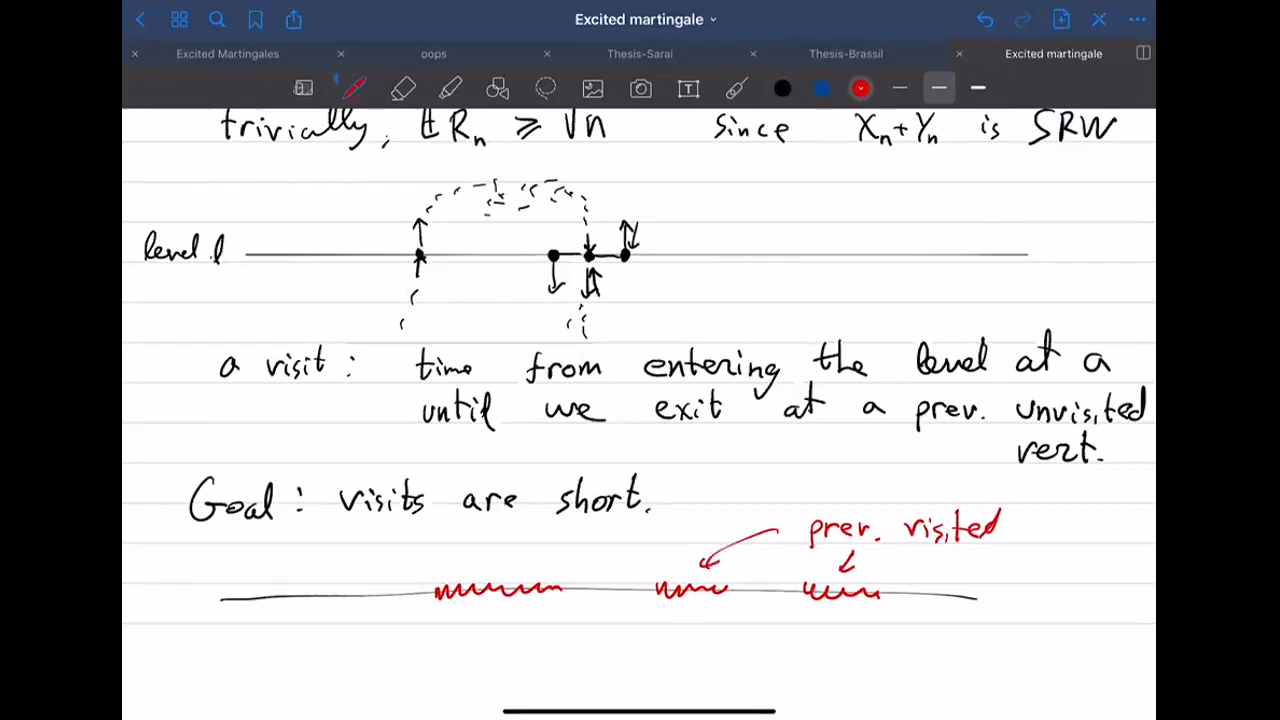 Excited martingale
Excited Martingales
oops
Thesis-Sarai
Thesis-Brassil
Excited martingale
trivially, E R_n ⩾ √n since X_n + Y_n is SRW
level l
a visit: time from entering the level at a
until we exit at a prev. unvisited
vert.
Goal: visits are short.
prev. visited